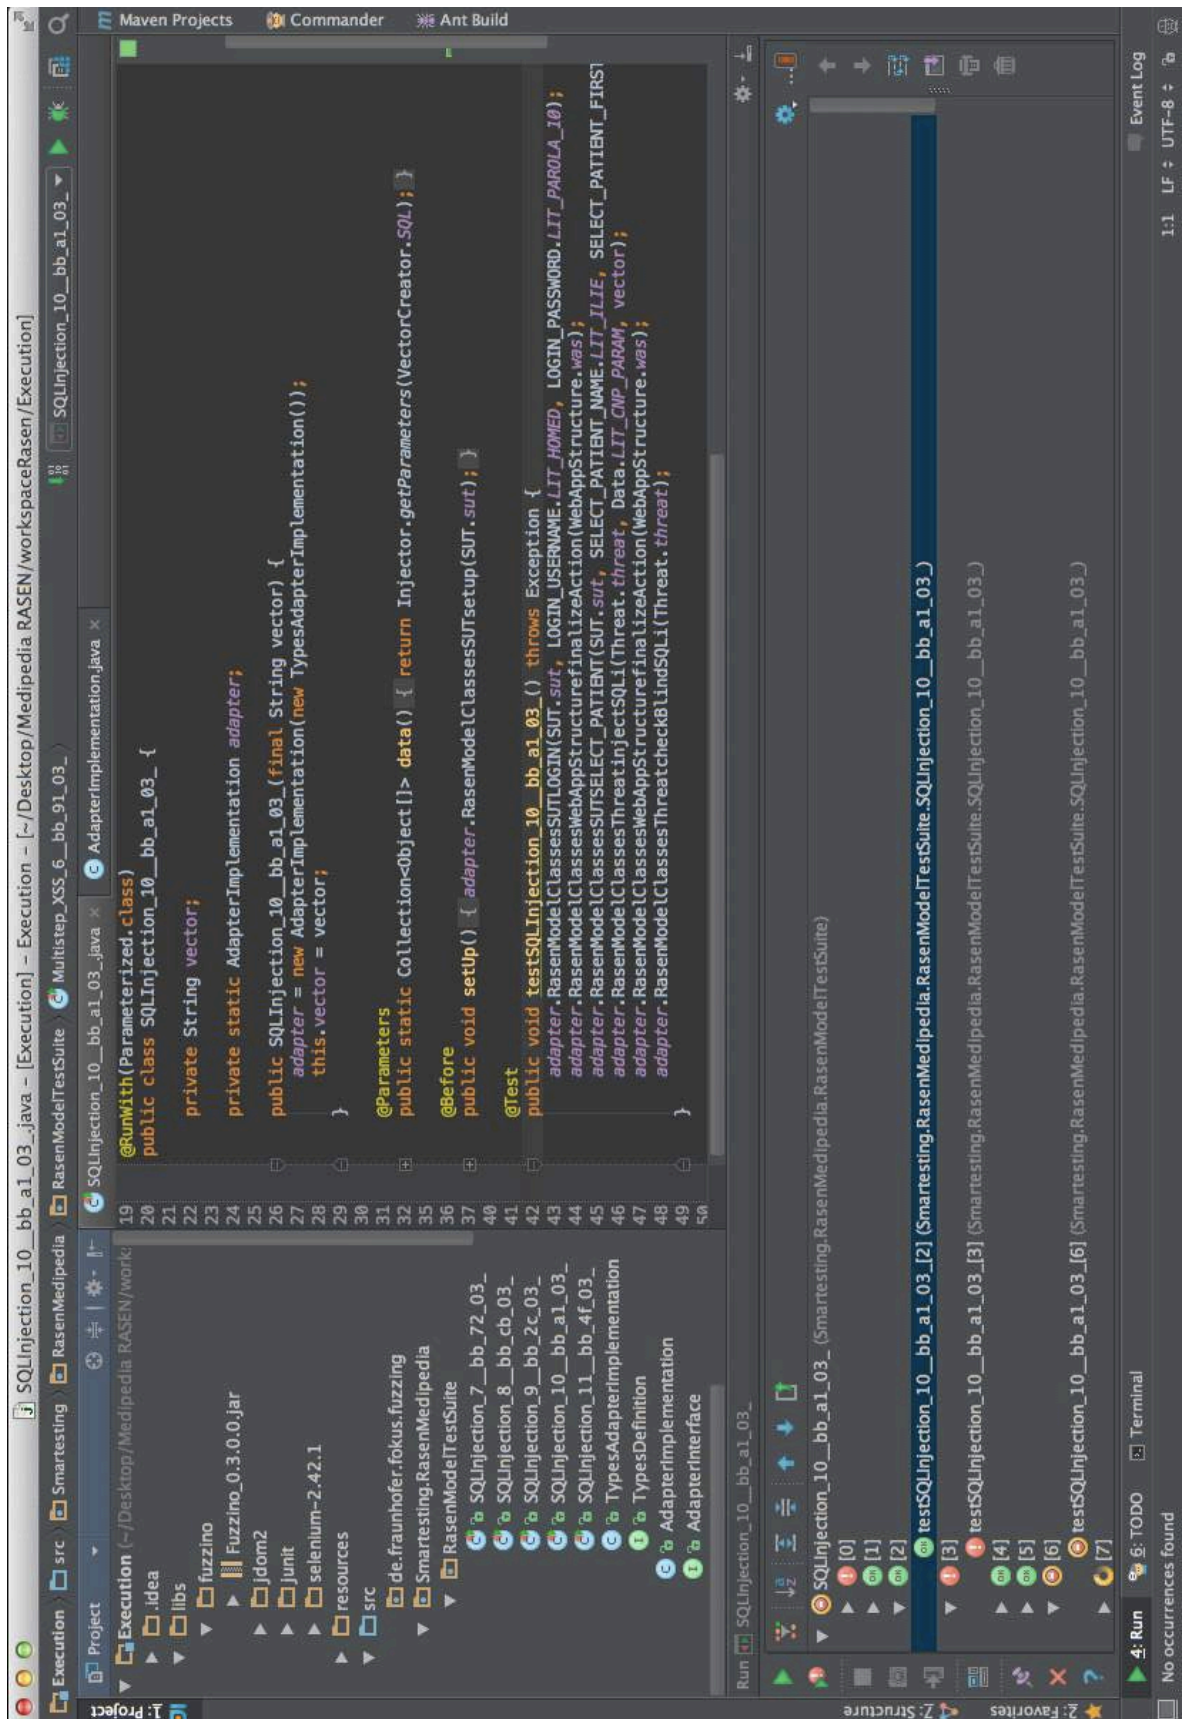 SQLInjection_10__bb_a1_03_.java – [Execution] – Execution – [~/Desktop/Medipedia RASEN/workspaceRasen/Execution]
Execution src Smartesting RasenMedipedia RasenModelTestSuite Multistep_XSS_6__bb_91_03_
SQLInjection_10__bb_a1_03_
1: Project
Project
SQLInjection_10__bb_a1_03_.java ×
AdapterImplementation.java ×
Execution (~/Desktop/Medipedia RASEN/work:
.idea
libs
fuzzino
Fuzzino_0.3.0.0.jar
jdom2
junit
selenium-2.42.1
resources
src
de.fraunhofer.fokus.fuzzing
Smartesting.RasenMedipedia
RasenModelTestSuite
SQLInjection_7__bb_72_03_
SQLInjection_8__bb_cb_03_
SQLInjection_9__bb_2c_03_
SQLInjection_10__bb_a1_03_
SQLInjection_11__bb_4f_03_
TypesAdapterImplementation
TypesDefinition
AdapterImplementation
AdapterInterface
19 @RunWith(Parameterized.class)
20 public class SQLInjection_10__bb_a1_03_ {
21
22 private String vector;
23
24 private static AdapterImplementation adapter;
25
26 public SQLInjection_10__bb_a1_03_(final String vector) {
27 adapter = new AdapterImplementation(new TypesAdapterImplementation());
28 this.vector = vector;
29 }
30
31 @Parameters
32 public static Collection<Object[]> data() { return Injector.getParameters(VectorCreator.SQL); }
35
36 @Before
37 public void setUp() { adapter.RasenModelClassesSUTsetup(SUT.sut); }
40
41 @Test
42 public void testSQLInjection_10__bb_a1_03_() throws Exception {
43 adapter.RasenModelClassesSUTLOGIN(SUT.sut, LOGIN_USERNAME.LIT_HOMED, LOGIN_PASSWORD.LIT_PAROLA_10);
44 adapter.RasenModelClassesWebAppStructurefinalizeAction(WebAppStructure.was);
45 adapter.RasenModelClassesSUTSELECT_PATIENT(SUT.sut, SELECT_PATIENT_NAME.LIT_ILIE, SELECT_PATIENT_FIRST
46 adapter.RasenModelClassesThreatinjectSQLi(Threat.threat, Data.LIT_CNP_PARAM, vector);
47 adapter.RasenModelClassesWebAppStructurefinalizeAction(WebAppStructure.was);
48 adapter.RasenModelClassesThreatcheckBlindSQLi(Threat.threat);
49 }
50
Maven Projects
Commander
Ant Build
Run SQLInjection_10__bb_a1_03_
SQLInjection_10__bb_a1_03_ (Smartesting.RasenMedipedia.RasenModelTestSuite)
[0]
[1]
[2]
testSQLInjection_10__bb_a1_03_[2] (Smartesting.RasenMedipedia.RasenModelTestSuite.SQLInjection_10__bb_a1_03_)
[3]
testSQLInjection_10__bb_a1_03_[3] (Smartesting.RasenMedipedia.RasenModelTestSuite.SQLInjection_10__bb_a1_03_)
[4]
[5]
[6]
testSQLInjection_10__bb_a1_03_[6] (Smartesting.RasenMedipedia.RasenModelTestSuite.SQLInjection_10__bb_a1_03_)
[7]
7: Structure
2: Favorites
4: Run 6: TODO Terminal Event Log
No occurrences found 1:1 LF UTF-8